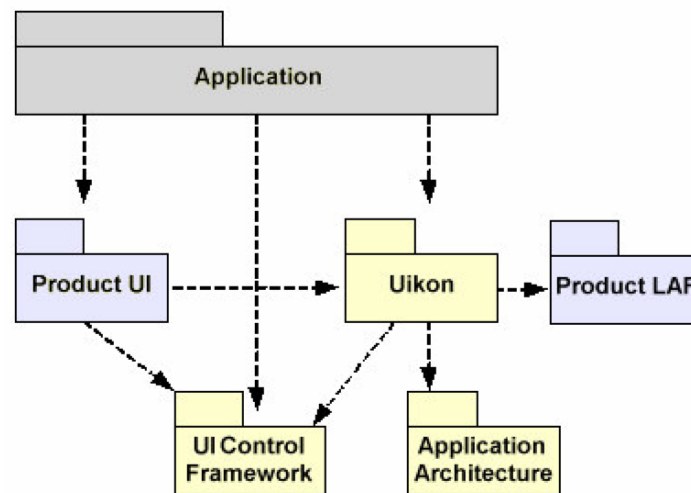 Application
Product UI
Uikon
Product LAF
UI Control
Framework
Application
Architecture